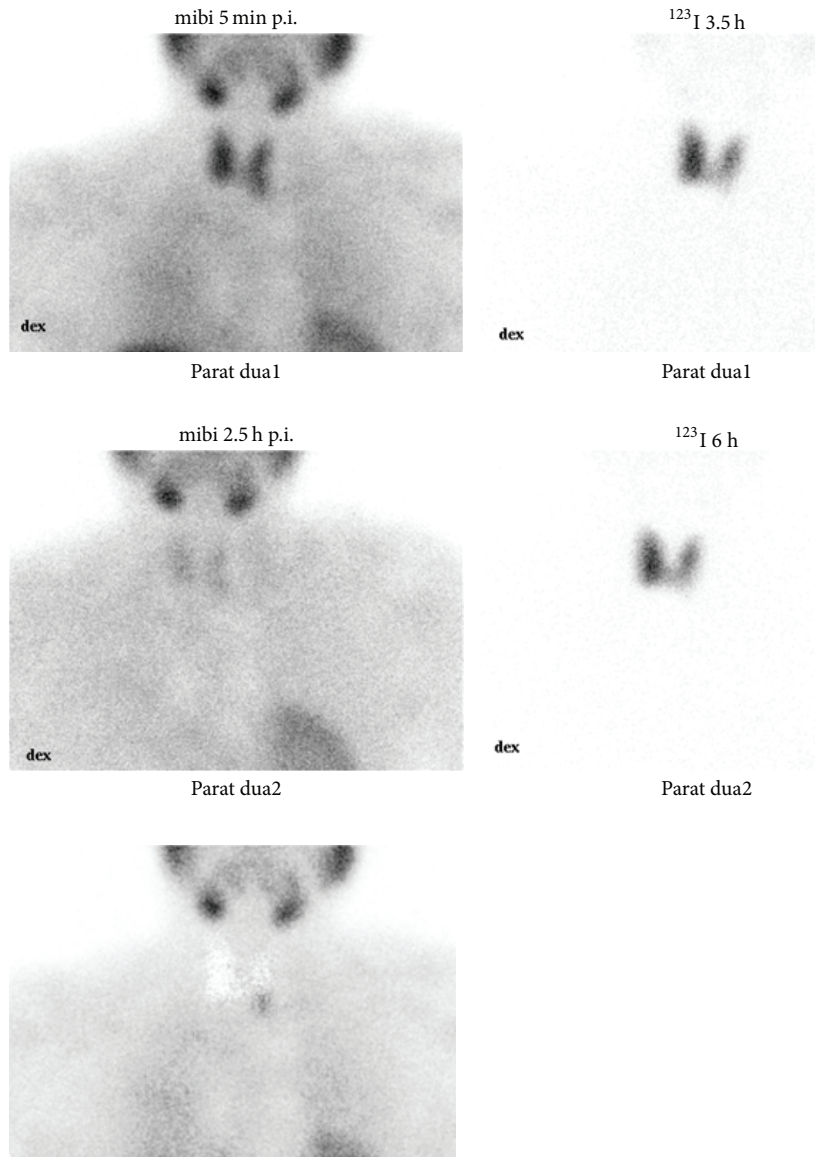 mibi 5 min p.i.
¹²³I 3.5 h
dex
dex
Parat dua1
Parat dua1
mibi 2.5 h p.i.
¹²³I 6 h
dex
dex
Parat dua2
Parat dua2